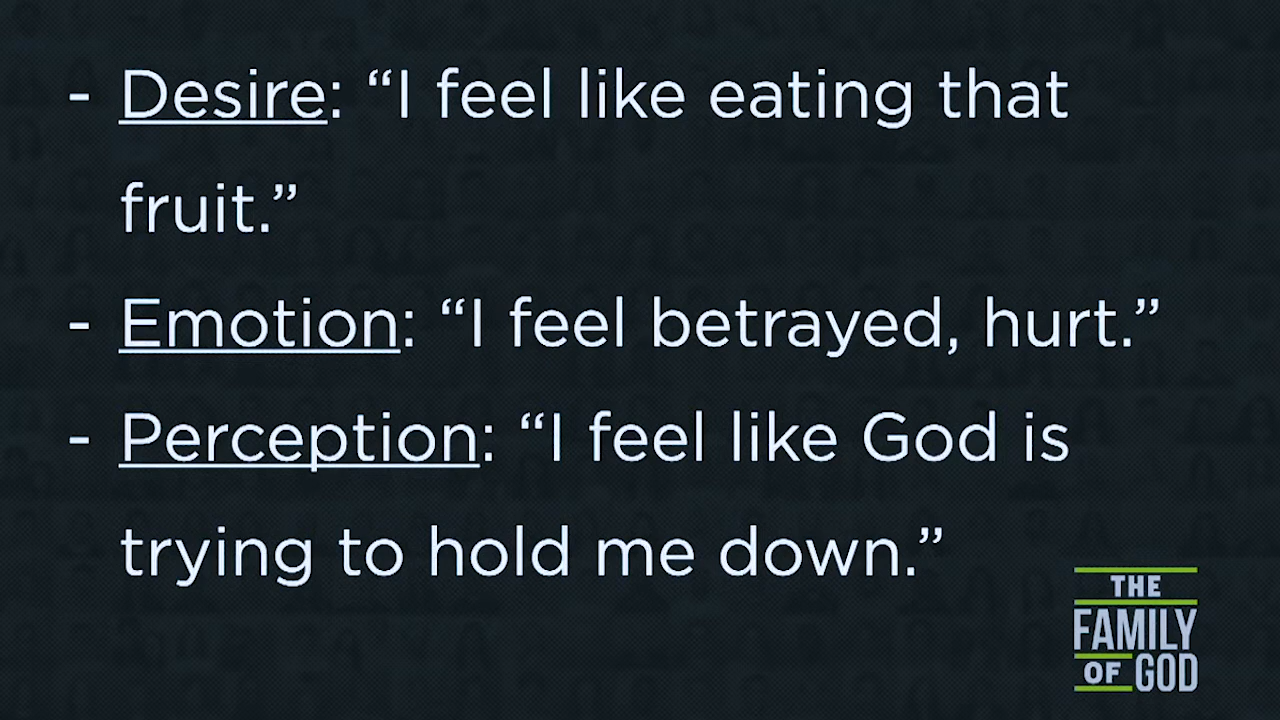 - Desire: “I feel like eating that
fruit.”
- Emotion: “I feel betrayed, hurt.”
- Perception: “I feel like God is
trying to hold me down.”
THE
FAMILY
OF GOD